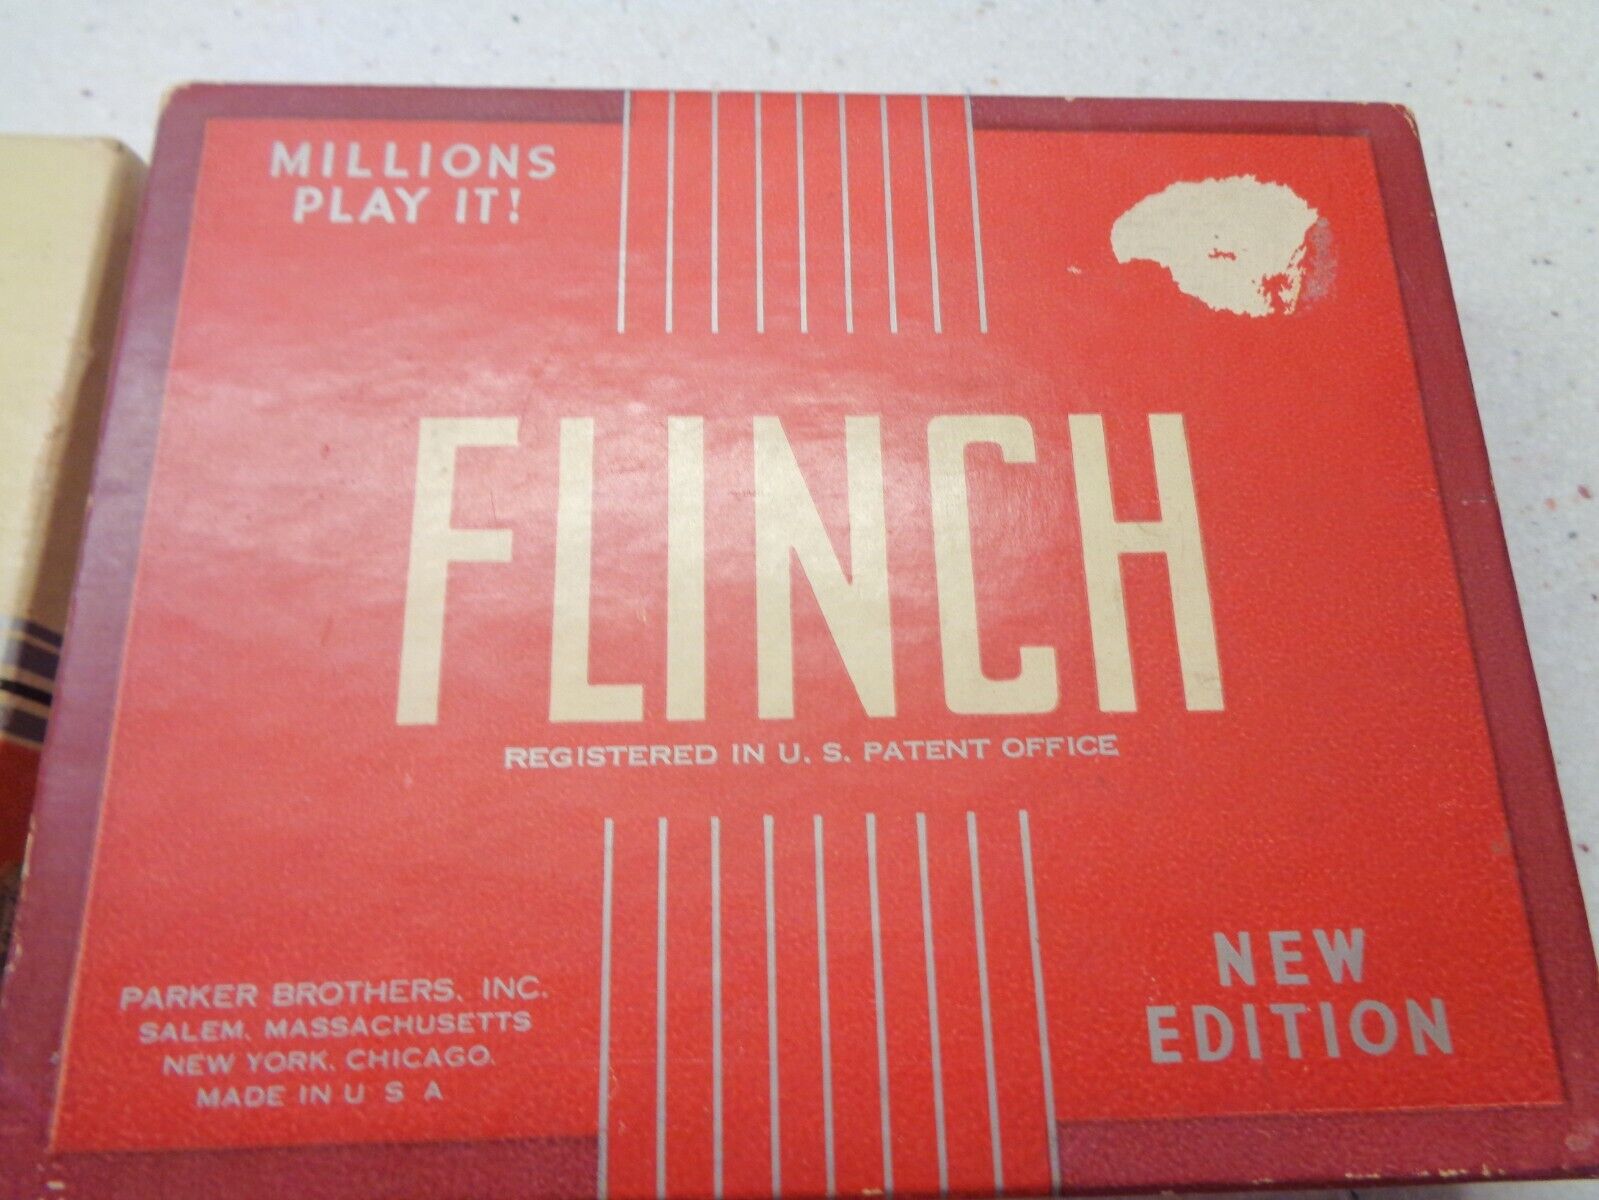 MILLIONS
PLAY IT!
FLINCH
REGISTERED IN U. S. PATENT OFFICE
PARKER BROTHERS, INC.
SALEM, MASSACHUSETTS
NEW YORK, CHICAGO.
MADE IN U S A
NEW
EDITION